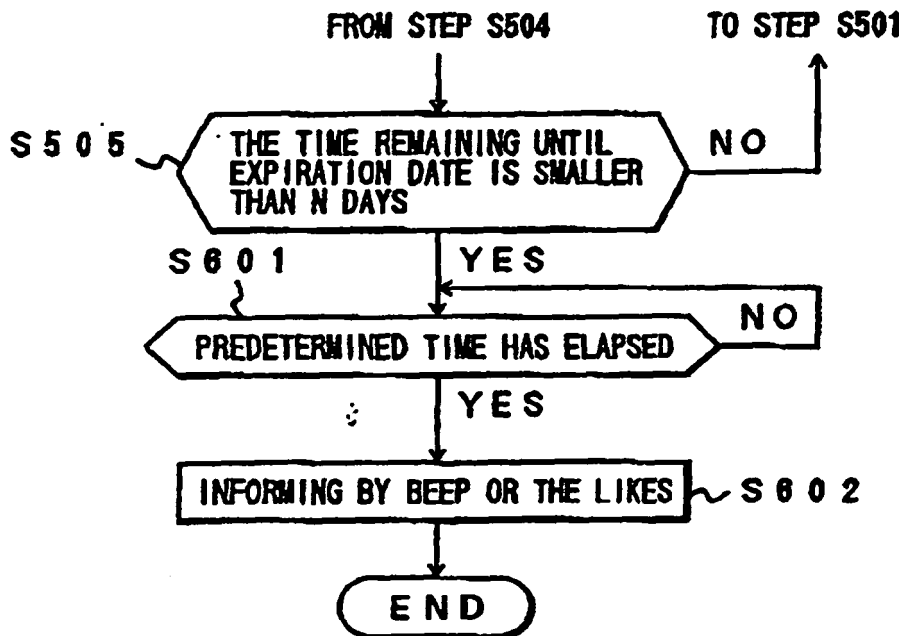 FROM STEP S504
TO STEP S501
S505
THE TIME REMAINING UNTIL
EXPIRATION DATE IS SMALLER
THAN N DAYS
NO
YES
S601
NO
PREDETERMINED TIME HAS ELAPSED
YES
INFORMING BY BEEP OR THE LIKES
S602
END